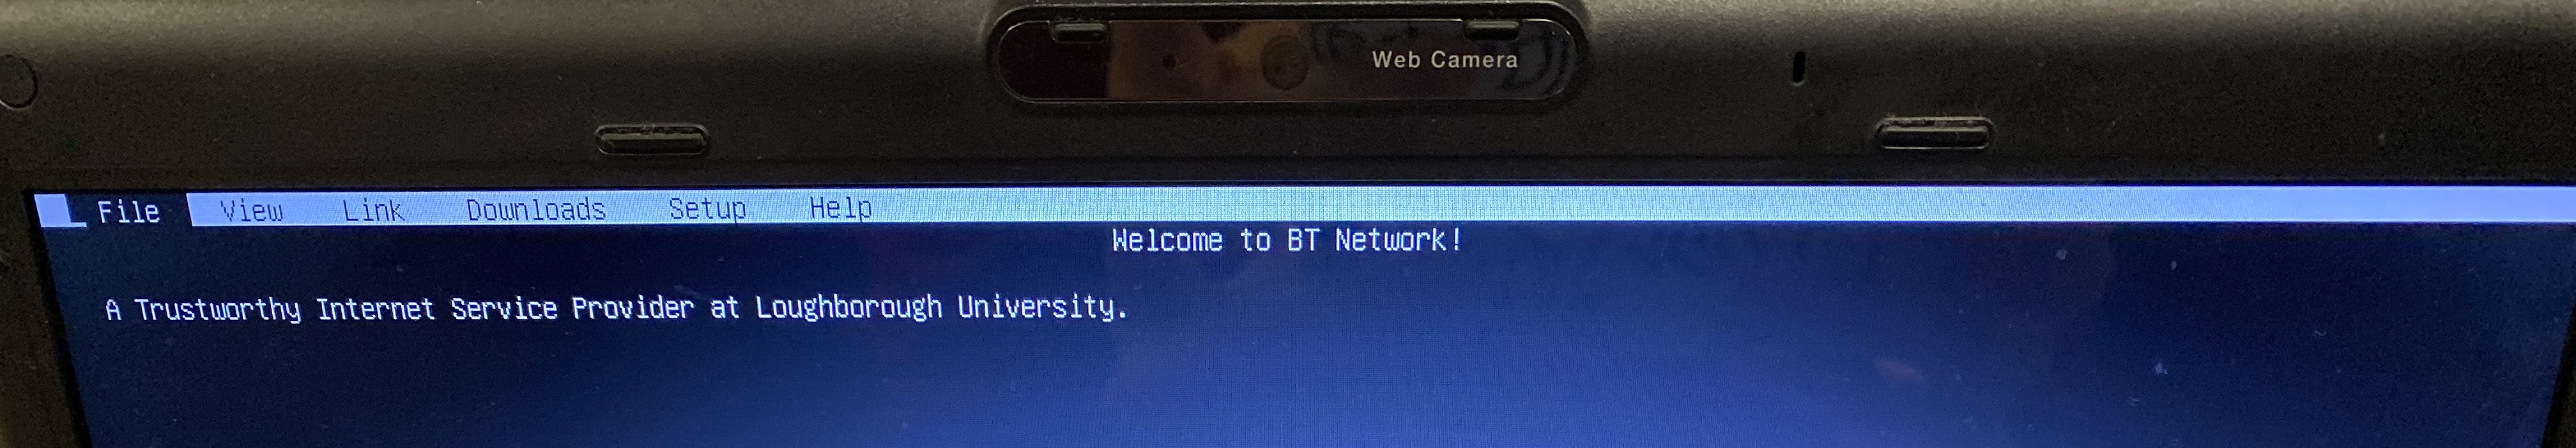 Web Camera
File View Link Downloads Setup Help
Welcome to BT Network!
A Trustworthy Internet Service Provider at Loughborough University.